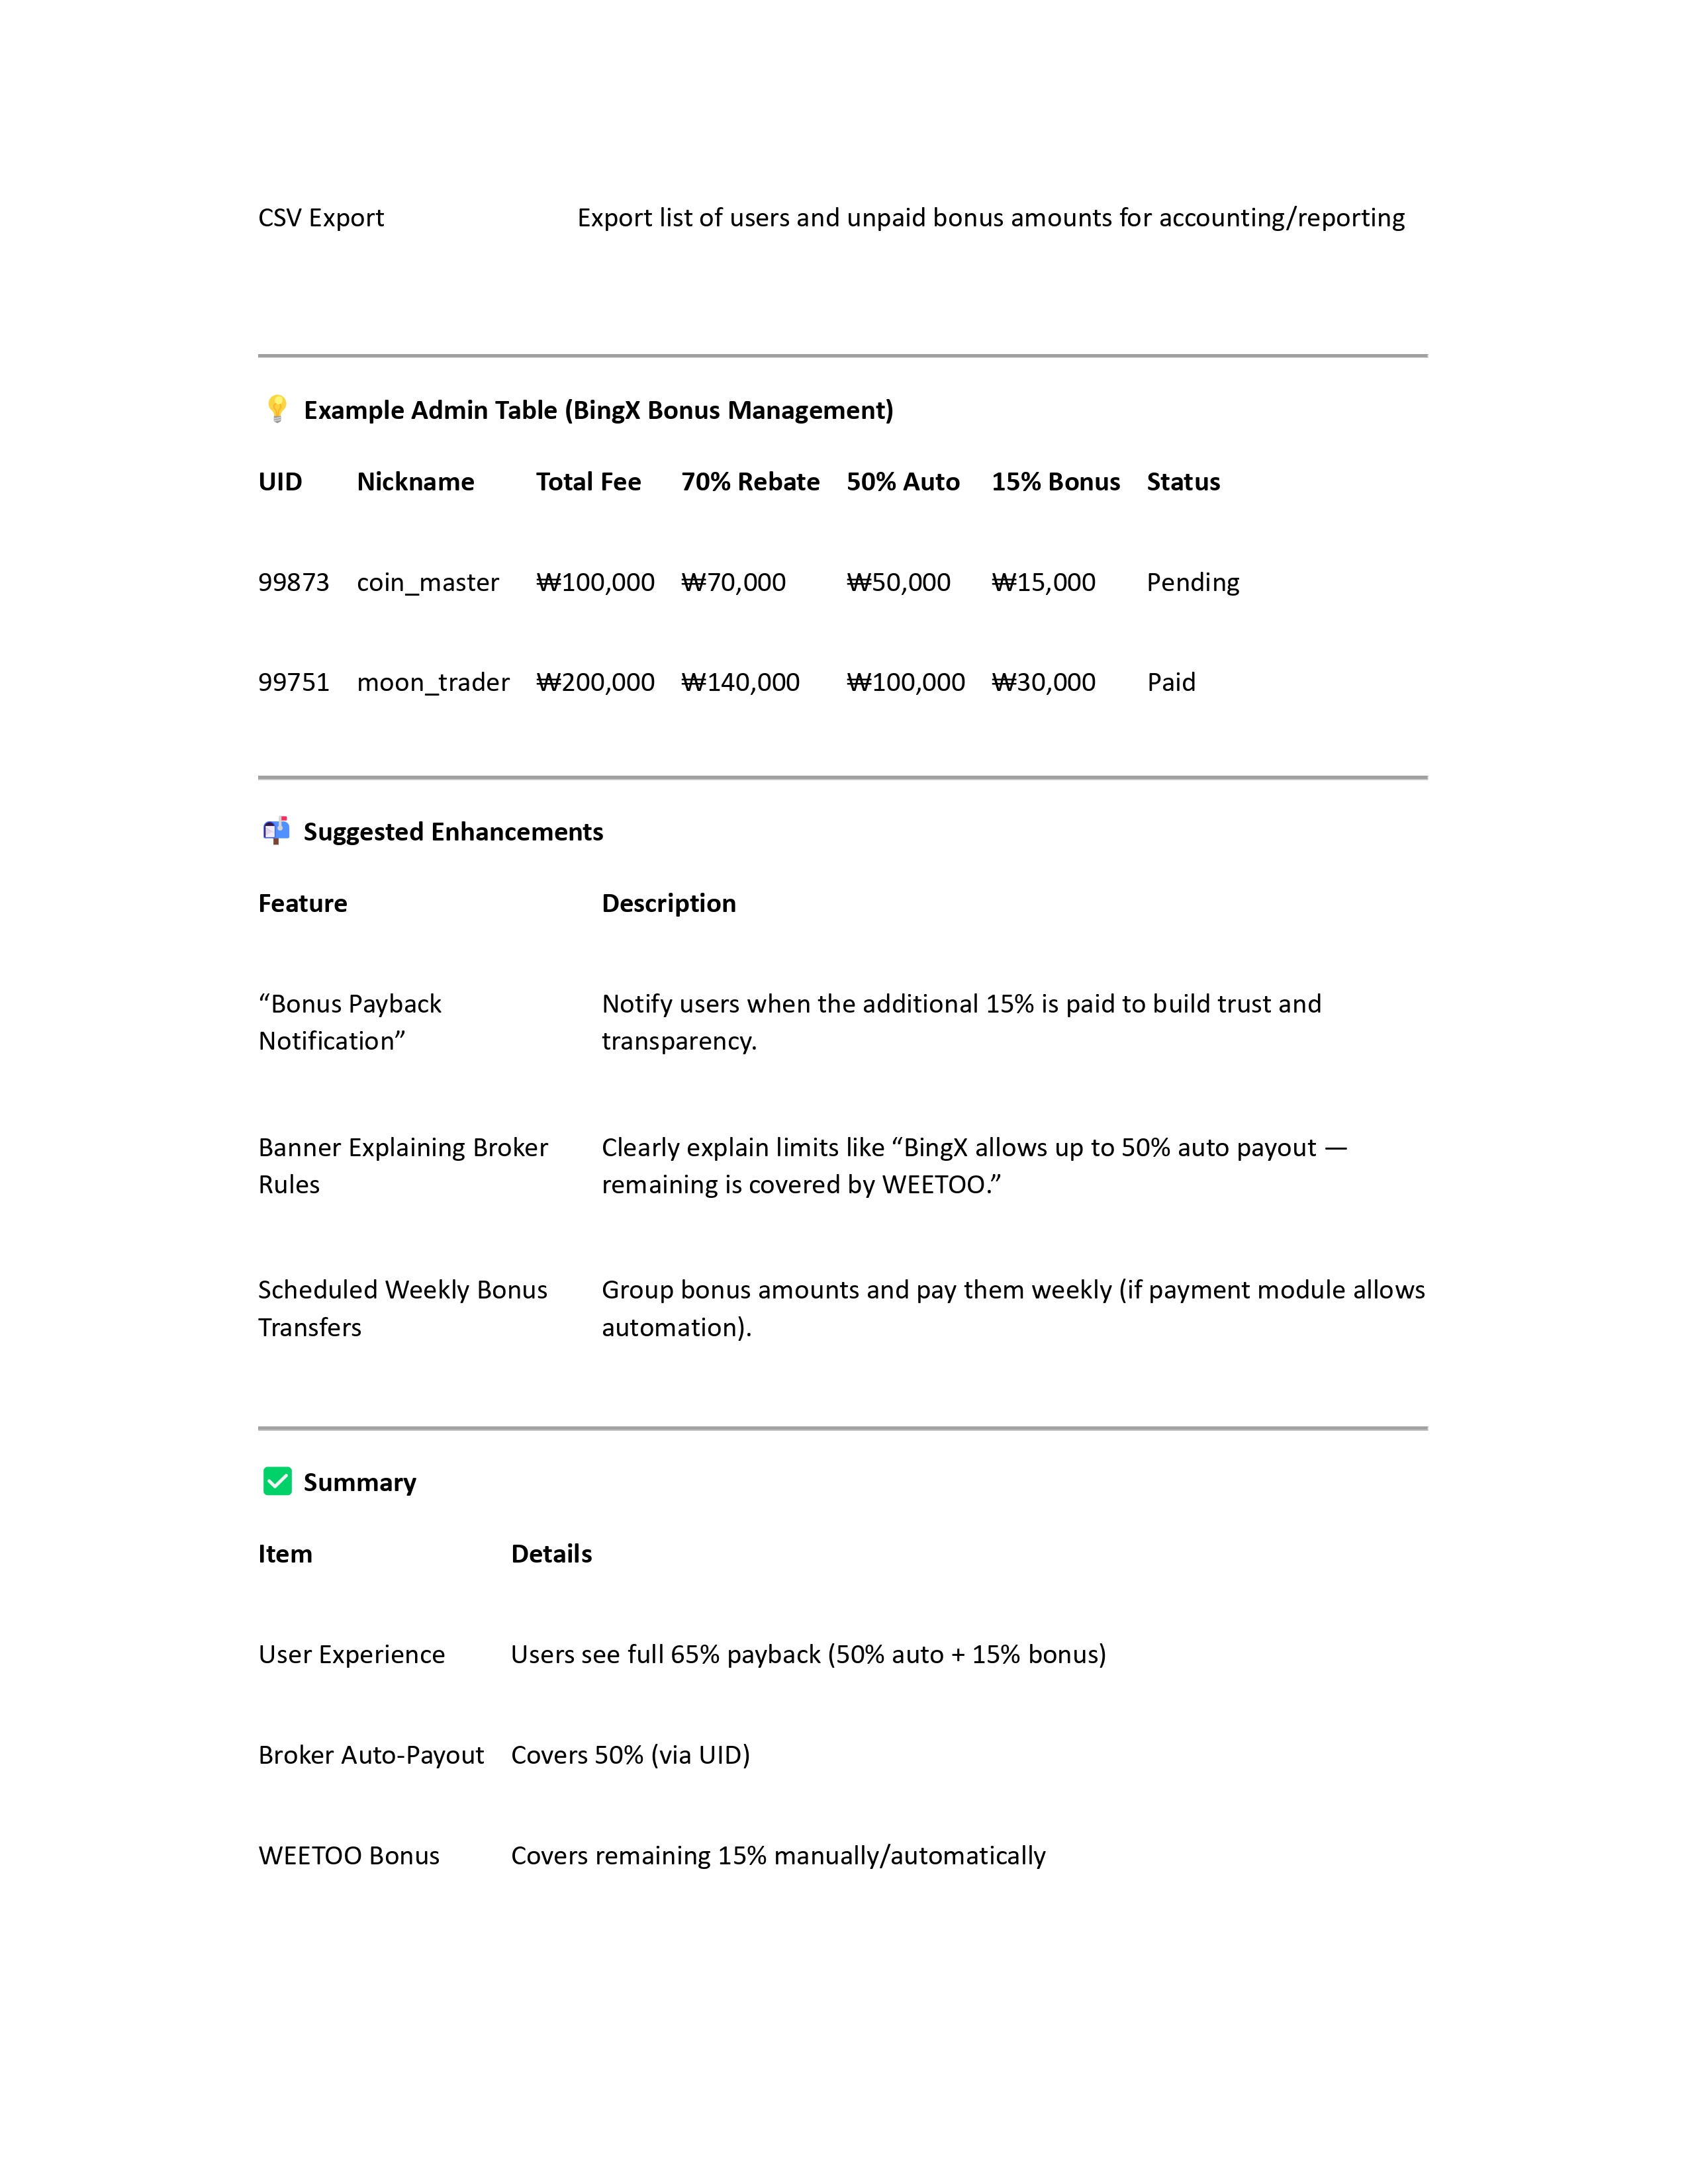 CSV Export Export list of users and unpaid bonus amounts for accounting/reporting
💡 Example Admin Table (BingX Bonus Management)
UID Nickname Total Fee 70% Rebate 50% Auto 15% Bonus Status
99873 coin_master ₩100,000 ₩70,000 ₩50,000 ₩15,000 Pending
99751 moon_trader ₩200,000 ₩140,000 ₩100,000 ₩30,000 Paid
📬 Suggested Enhancements
Feature Description
“Bonus Payback Notify users when the additional 15% is paid to build trust and
Notification” transparency.
Banner Explaining Broker Clearly explain limits like “BingX allows up to 50% auto payout —
Rules remaining is covered by WEETOO.”
Scheduled Weekly Bonus Group bonus amounts and pay them weekly (if payment module allows
Transfers automation).
✅ Summary
Item Details
User Experience Users see full 65% payback (50% auto + 15% bonus)
Broker Auto-Payout Covers 50% (via UID)
WEETOO Bonus Covers remaining 15% manually/automatically